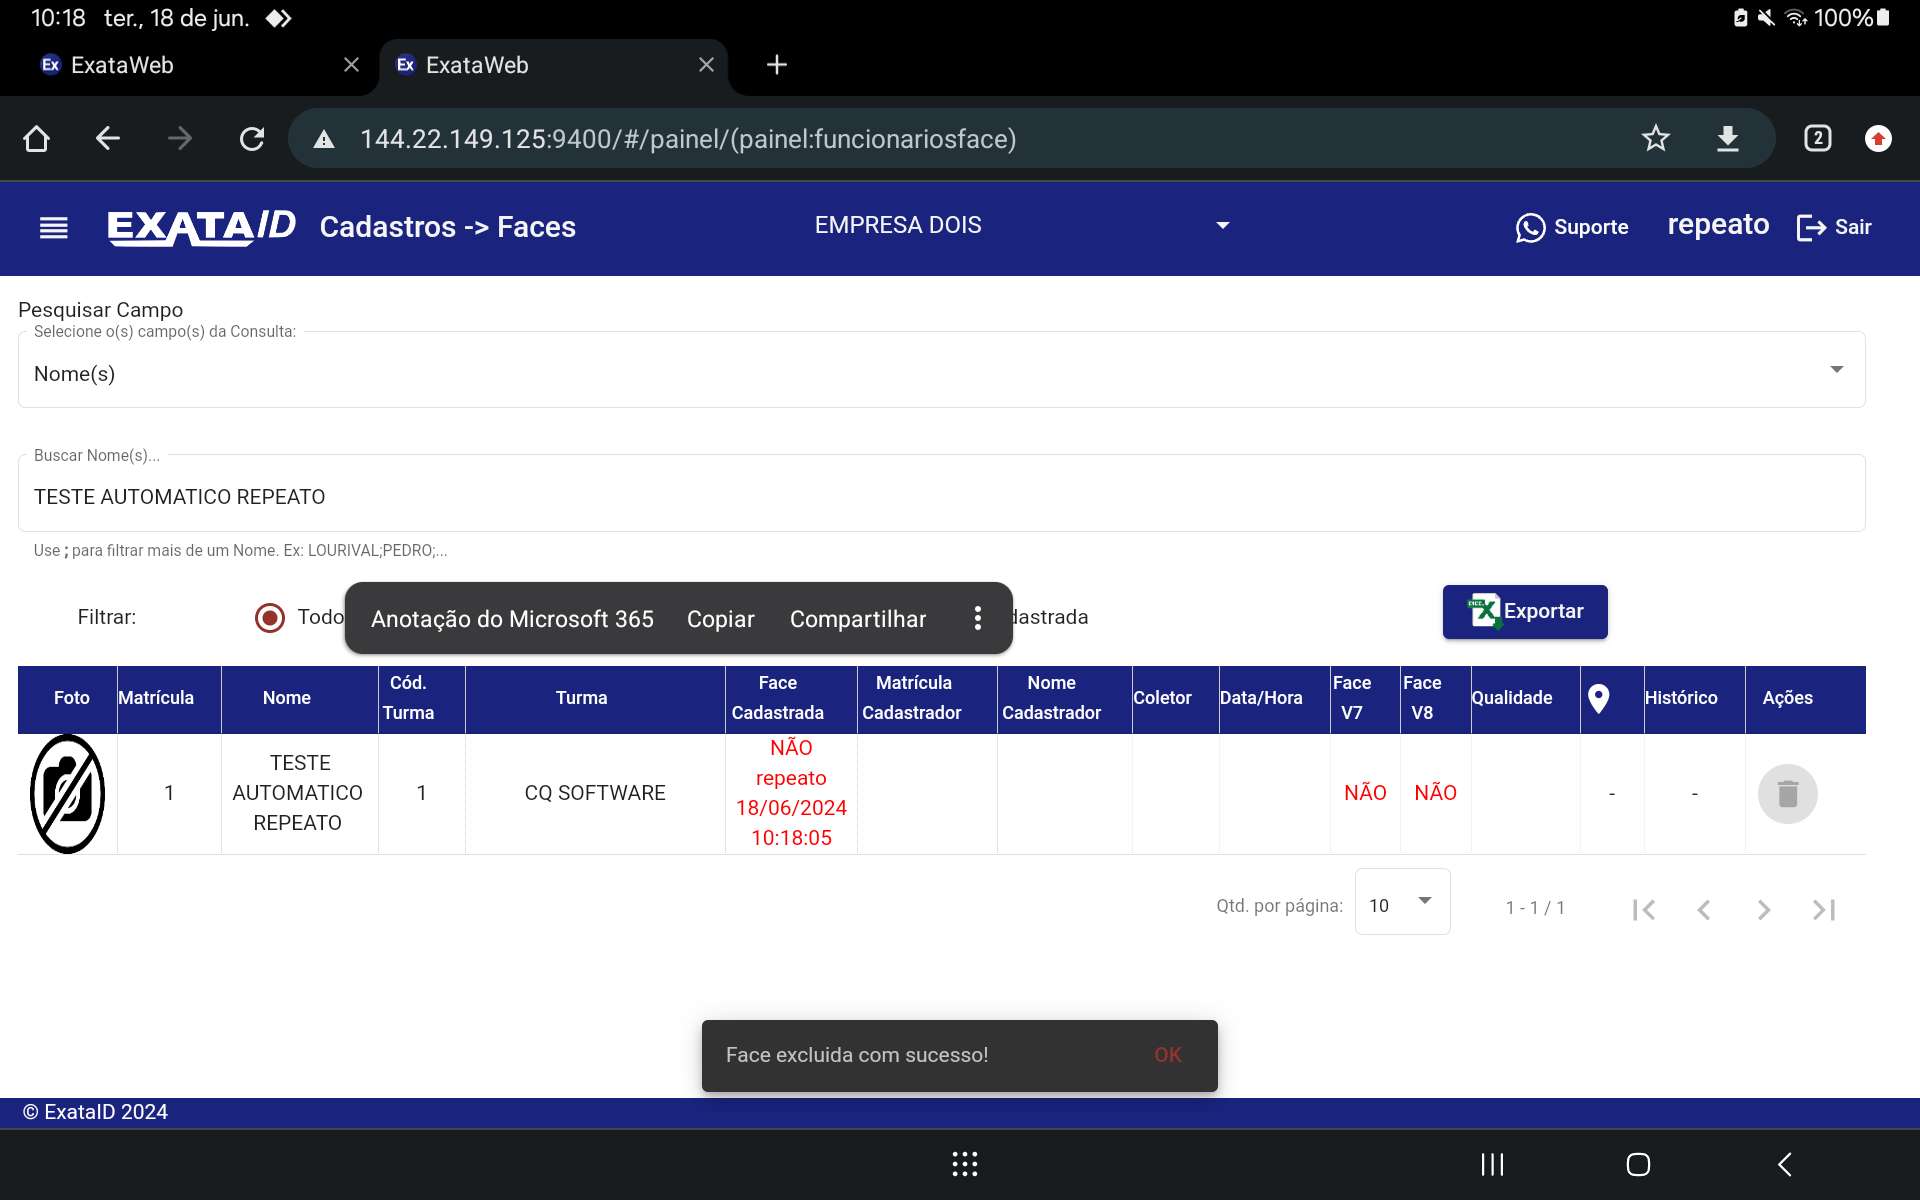 10:18 ter., 18 de jun. 100%
Ex ExataWeb Ex ExataWeb
144.22.149.125:9400/#/painel/(painel:funcionariosface) 2
EXATAID Cadastros -> Faces EMPRESA DOIS Suporte repeato Sair
Pesquisar Campo
Selecione o(s) campo(s) da Consulta:
Nome(s)
Buscar Nome(s)...
TESTE AUTOMATICO REPEATO
Use ; para filtrar mais de um Nome. Ex: LOURIVAL;PEDRO;...
Filtrar: Todo Anotação do Microsoft 365 Copiar Compartilhar dastrada Exportar
Foto Matrícula Nome Cód. Turma Turma Face Cadastrada Matrícula Cadastrador Nome Cadastrador Coletor Data/Hora Face V7 Face V8 Qualidade Histórico Ações
1 TESTE AUTOMATICO REPEATO 1 CQ SOFTWARE NÃO repeato 18/06/2024 10:18:05 NÃO NÃO - -
Qtd. por página: 10 1 - 1 / 1
Face excluida com sucesso! OK
© ExataID 2024